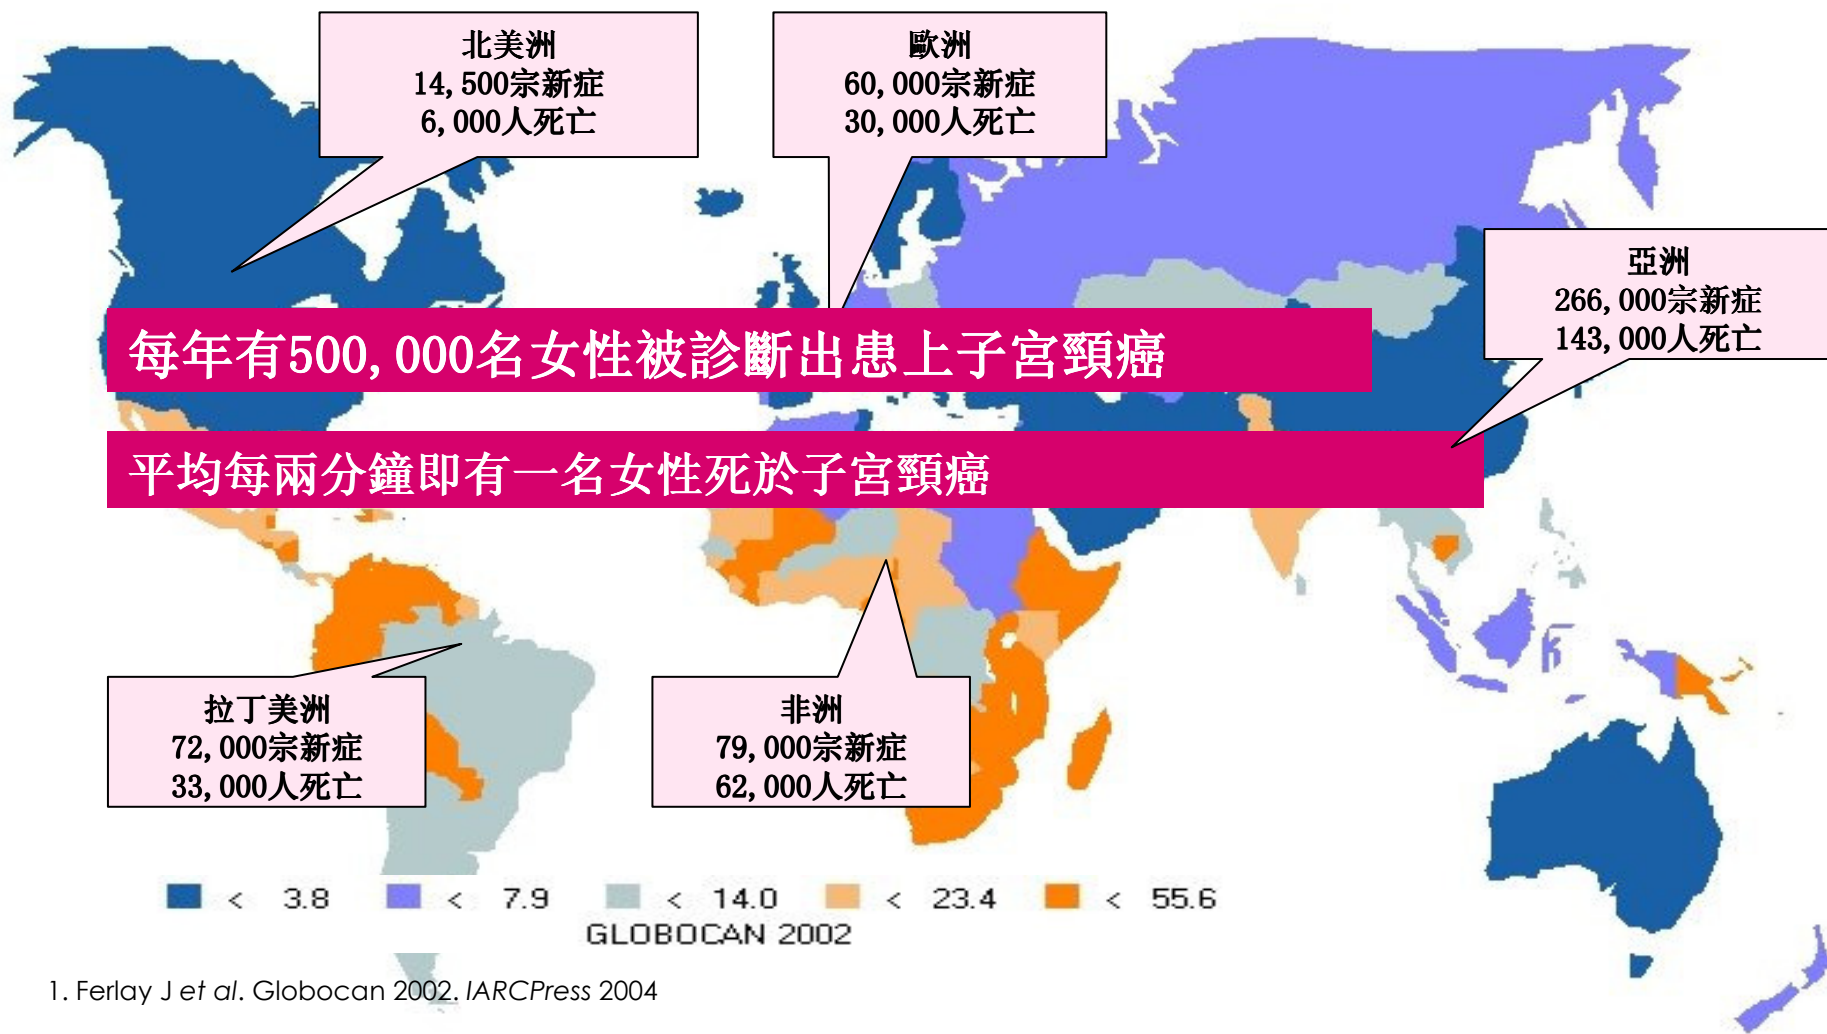 北美洲
14,500宗新症
6,000人死亡
歐洲
60,000宗新症
30,000人死亡
亞洲
266,000宗新症
143,000人死亡
每年有500,000名女性被診斷出患上子宮頸癌
平均每兩分鐘即有一名女性死於子宮頸癌
拉丁美洲
72,000宗新症
33,000人死亡
非洲
79,000宗新症
62,000人死亡
< 3.8 < 7.9 < 14.0 < 23.4 < 55.6
GLOBOCAN 2002
1. Ferlay J et al. Globocan 2002. IARCPress 2004